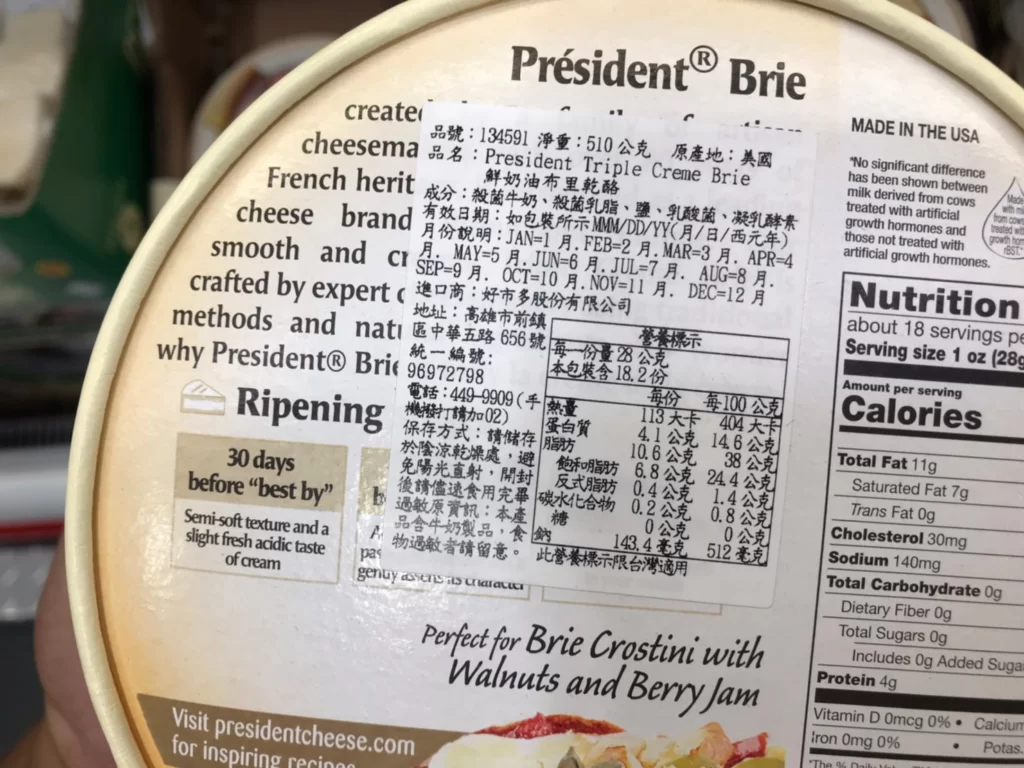 Président® Brie
create
cheesema
French herit
cheese brand
smooth and
crafted by expert
methods and
why President® Brie
Ripening
30 days
before "best by"
Semi-soft texture and a
slight fresh acidic taste
of cream
品號：134591 淨重：510公克 原產地：美國
品名：President Triple Creme Brie
鮮奶油布里乾酪
成分：殺菌牛奶、殺菌乳脂、鹽、乳酸菌、凝乳酵素
有效日期：如包裝所示MMM/DD/YY(月/日/西元年)
月份說明：JAN=1月．FEB=2月．MAR=3月．APR=4
月．MAY=5月．JUN=6月．JUL=7月．AUG=8月．
SEP=9月．OCT=10月．NOV=11月．DEC=12月
進口商：好市多股份有限公司
地址：高雄市前鎮
區中華五路656號
統一編號：
96972798
電話：449-9909(手
機撥打請加02)
保存方式：請儲存
於陰涼乾燥處，避
免陽光直射，開封
後請儘速食用完畢
過敏原資訊：本產
品含牛奶製品，食
物過敏者請留意。
營養標示
每一份量28公克
本包裝含18.2份
每份 每100公克
熱量 113大卡 404大卡
蛋白質 4.1公克 14.6公克
脂肪 10.6公克 38公克
飽和脂肪 6.8公克 24.4公克
反式脂肪 0.4公克 1.4公克
碳水化合物 0.2公克 0.8公克
糖 0公克 0公克
鈉 143.4毫克 512毫克
此營養標示限台灣適用
Perfect for Brie Crostini with
Walnuts and Berry Jam
Visit presidentcheese.com
for inspiring recipes
MADE IN THE USA
*No significant difference
has been shown between
milk derived from cows
treated with artificial
growth hormones and
those not treated with
artificial growth hormones.
Nutrition
about 18 servings pe
Serving size 1 oz (28g
Amount per serving
Calories
Total Fat 11g
Saturated Fat 7g
Trans Fat 0g
Cholesterol 30mg
Sodium 140mg
Total Carbohydrate 0g
Dietary Fiber 0g
Total Sugars 0g
Includes 0g Added Suga
Protein 4g
Vitamin D 0mcg 0% • Calcium
Iron 0mg 0% • Potas